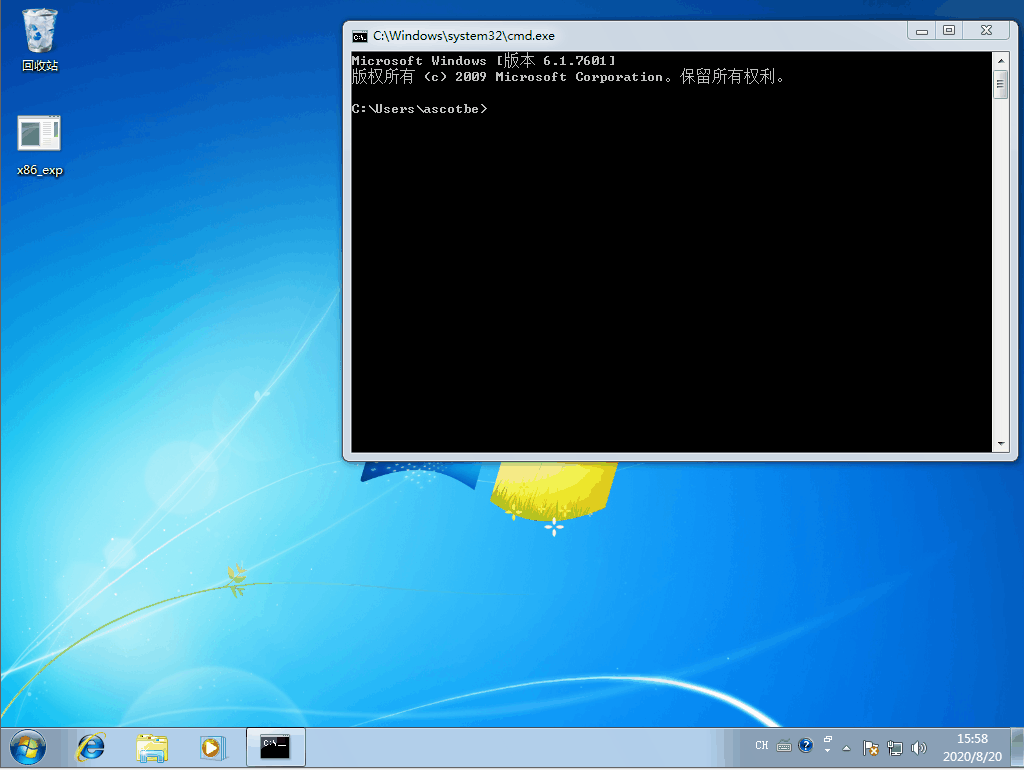 回收站
x86_exp
C:\Windows\system32\cmd.exe
Microsoft Windows [版本 6.1.7601]
版权所有 (c) 2009 Microsoft Corporation。保留所有权利。
C:\Users\ascotbe>
C:\
CH
15:58
2020/8/20